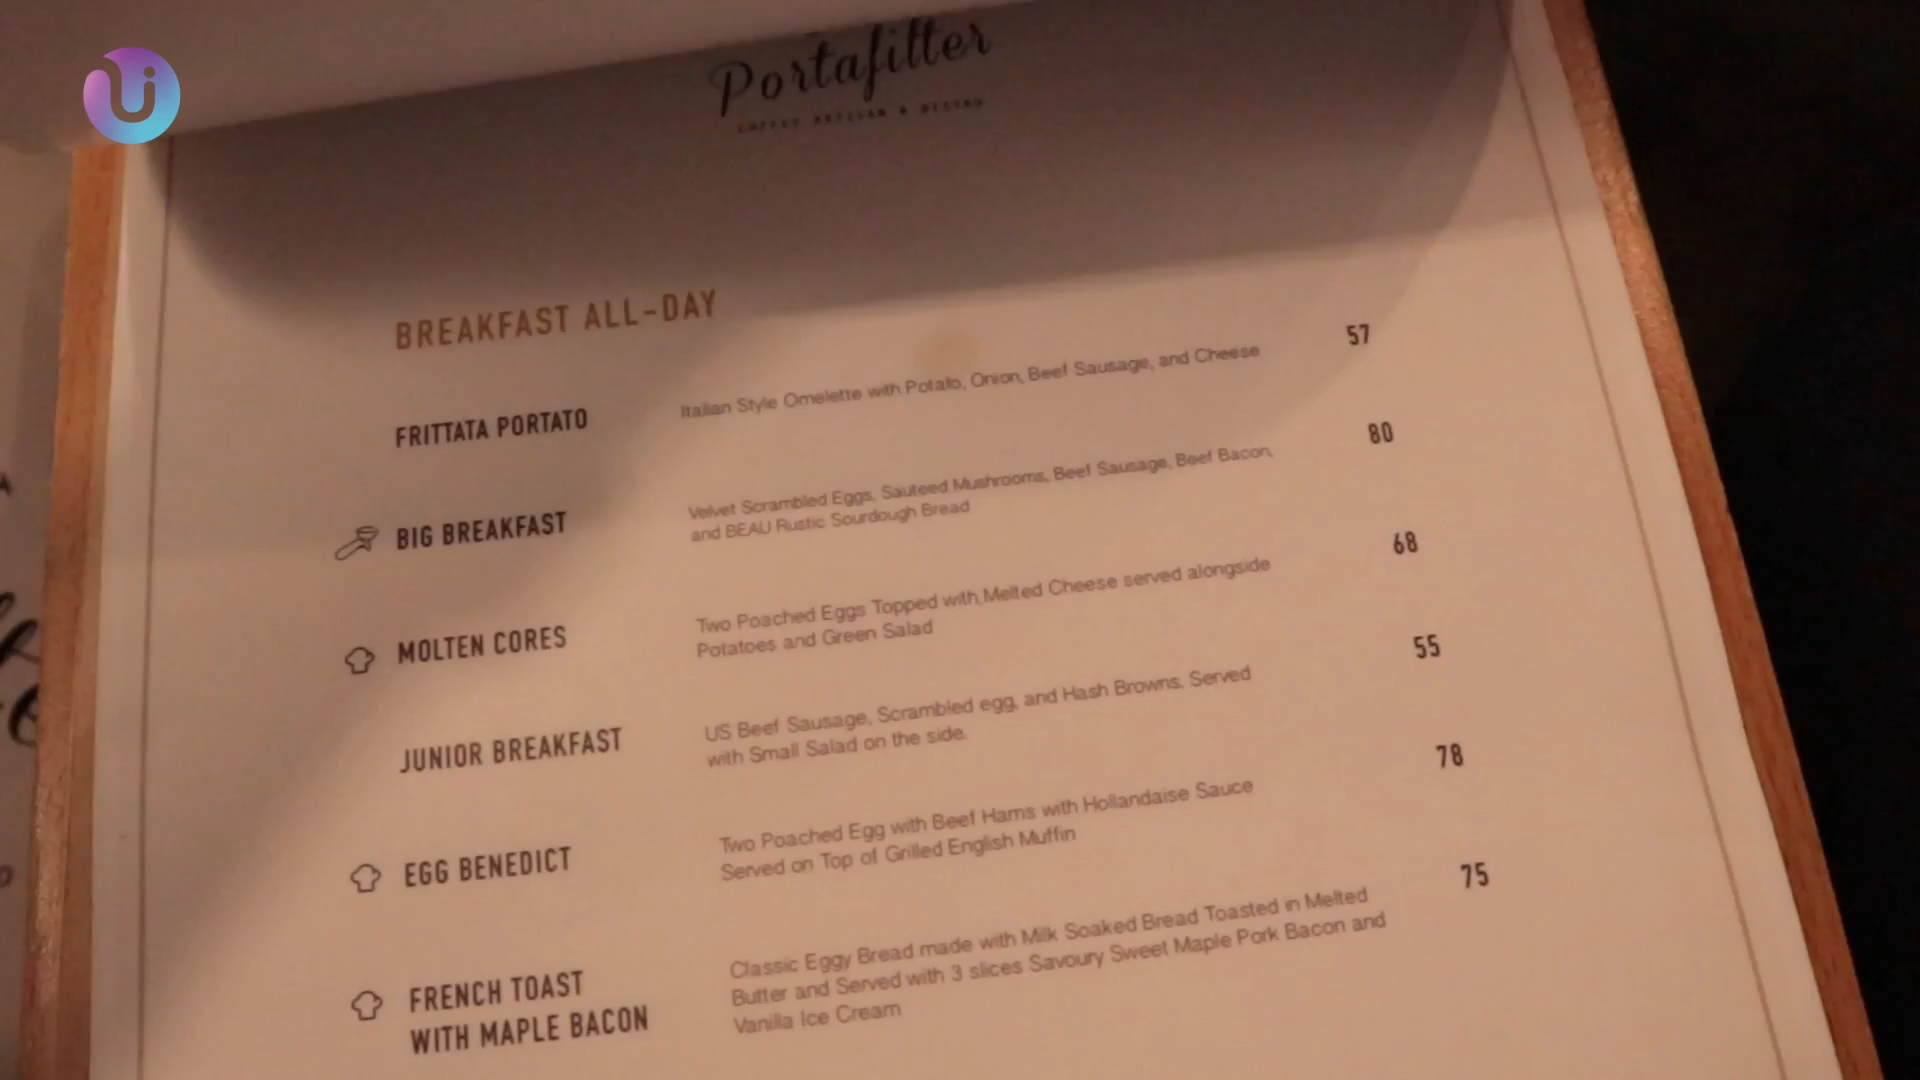 Ui
Portafilter
COFFEE ARTISAN & BISTRO
BREAKFAST ALL-DAY
FRITTATA PORTATO
Italian Style Omelette with Potato, Onion, Beef Sausage, and Cheese
57
BIG BREAKFAST
Velvet Scrambled Eggs, Sauteed Mushrooms, Beef Sausage, Beef Bacon,
and BEAU Rustic Sourdough Bread
80
MOLTEN CORES
Two Poached Eggs Topped with Melted Cheese served alongside
Potatoes and Green Salad
68
JUNIOR BREAKFAST
US Beef Sausage, Scrambled egg, and Hash Browns. Served
with Small Salad on the side.
55
EGG BENEDICT
Two Poached Egg with Beef Hams with Hollandaise Sauce
Served on Top of Grilled English Muffin
78
FRENCH TOAST
WITH MAPLE BACON
Classic Eggy Bread made with Milk Soaked Bread Toasted in Melted
Butter and Served with 3 slices Savoury Sweet Maple Pork Bacon and
Vanilla Ice Cream
75